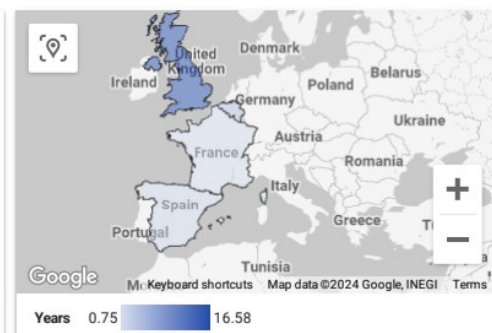 Denmark
United
Kingdom
Ireland
Belarus
Poland
Germany
Ukraine
Austria
France
Romania
Italy
Spain
Portugal
Greece
Tunisia
Google
Keyboard shortcuts Map data ©2024 Google, INEGI Terms
Years 0.75 16.58